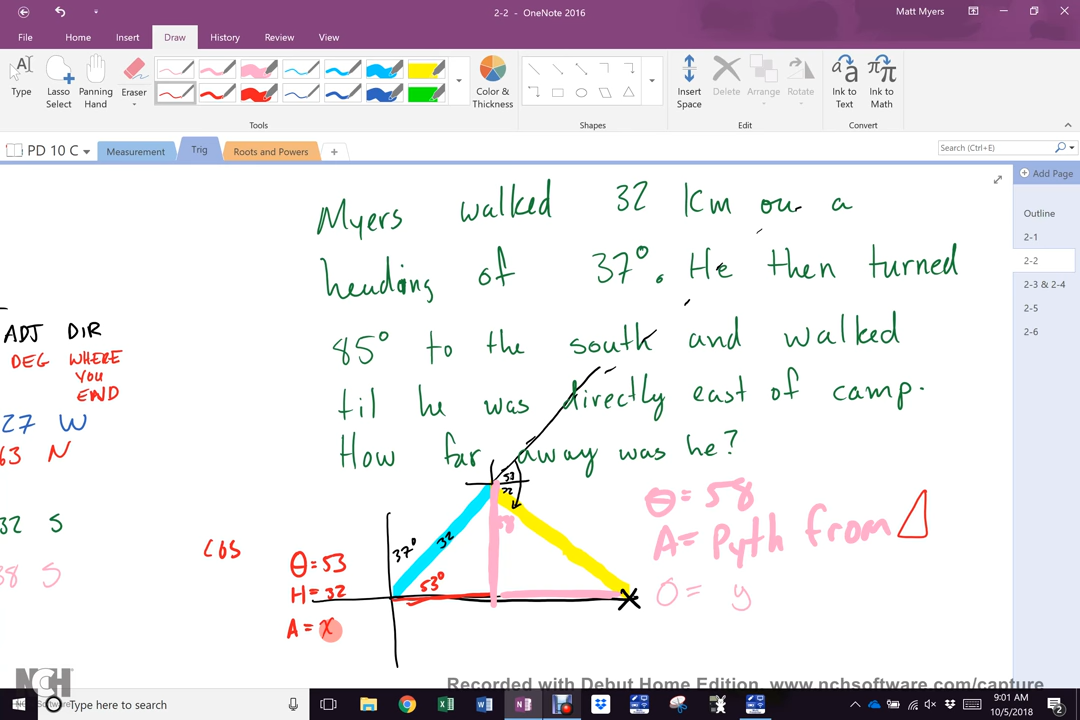 2-2 - OneNote 2016
Matt Myers
File Home Insert Draw History Review View
Type
Lasso Select
Panning Hand
Eraser
Color & Thickness
Insert Space
Delete
Arrange
Rotate
Ink to Text
Ink to Math
Tools
Shapes
Edit
Convert
PD 10 C
Measurement
Trig
Roots and Powers
Search (Ctrl+E)
Add Page
Outline
2-1
2-2
2-3 & 2-4
2-5
2-6
Myers walked 32 Km on a
heading of 37°. He then turned
85° to the south and walked
til he was directly east of camp.
How far away was he?
ADJ DIR
DEG WHERE
YOU
END
27 W
63 N
32 S
38 S
COS
θ = 53
H = 32
A = x
37°
32
53°
53
32
58
θ = 58
A = Pyth from
O = y
NCH
Software
Recorded with Debut Home Edition www.nchsoftware.com/capture
Type here to search
9:01 AM
10/5/2018
2